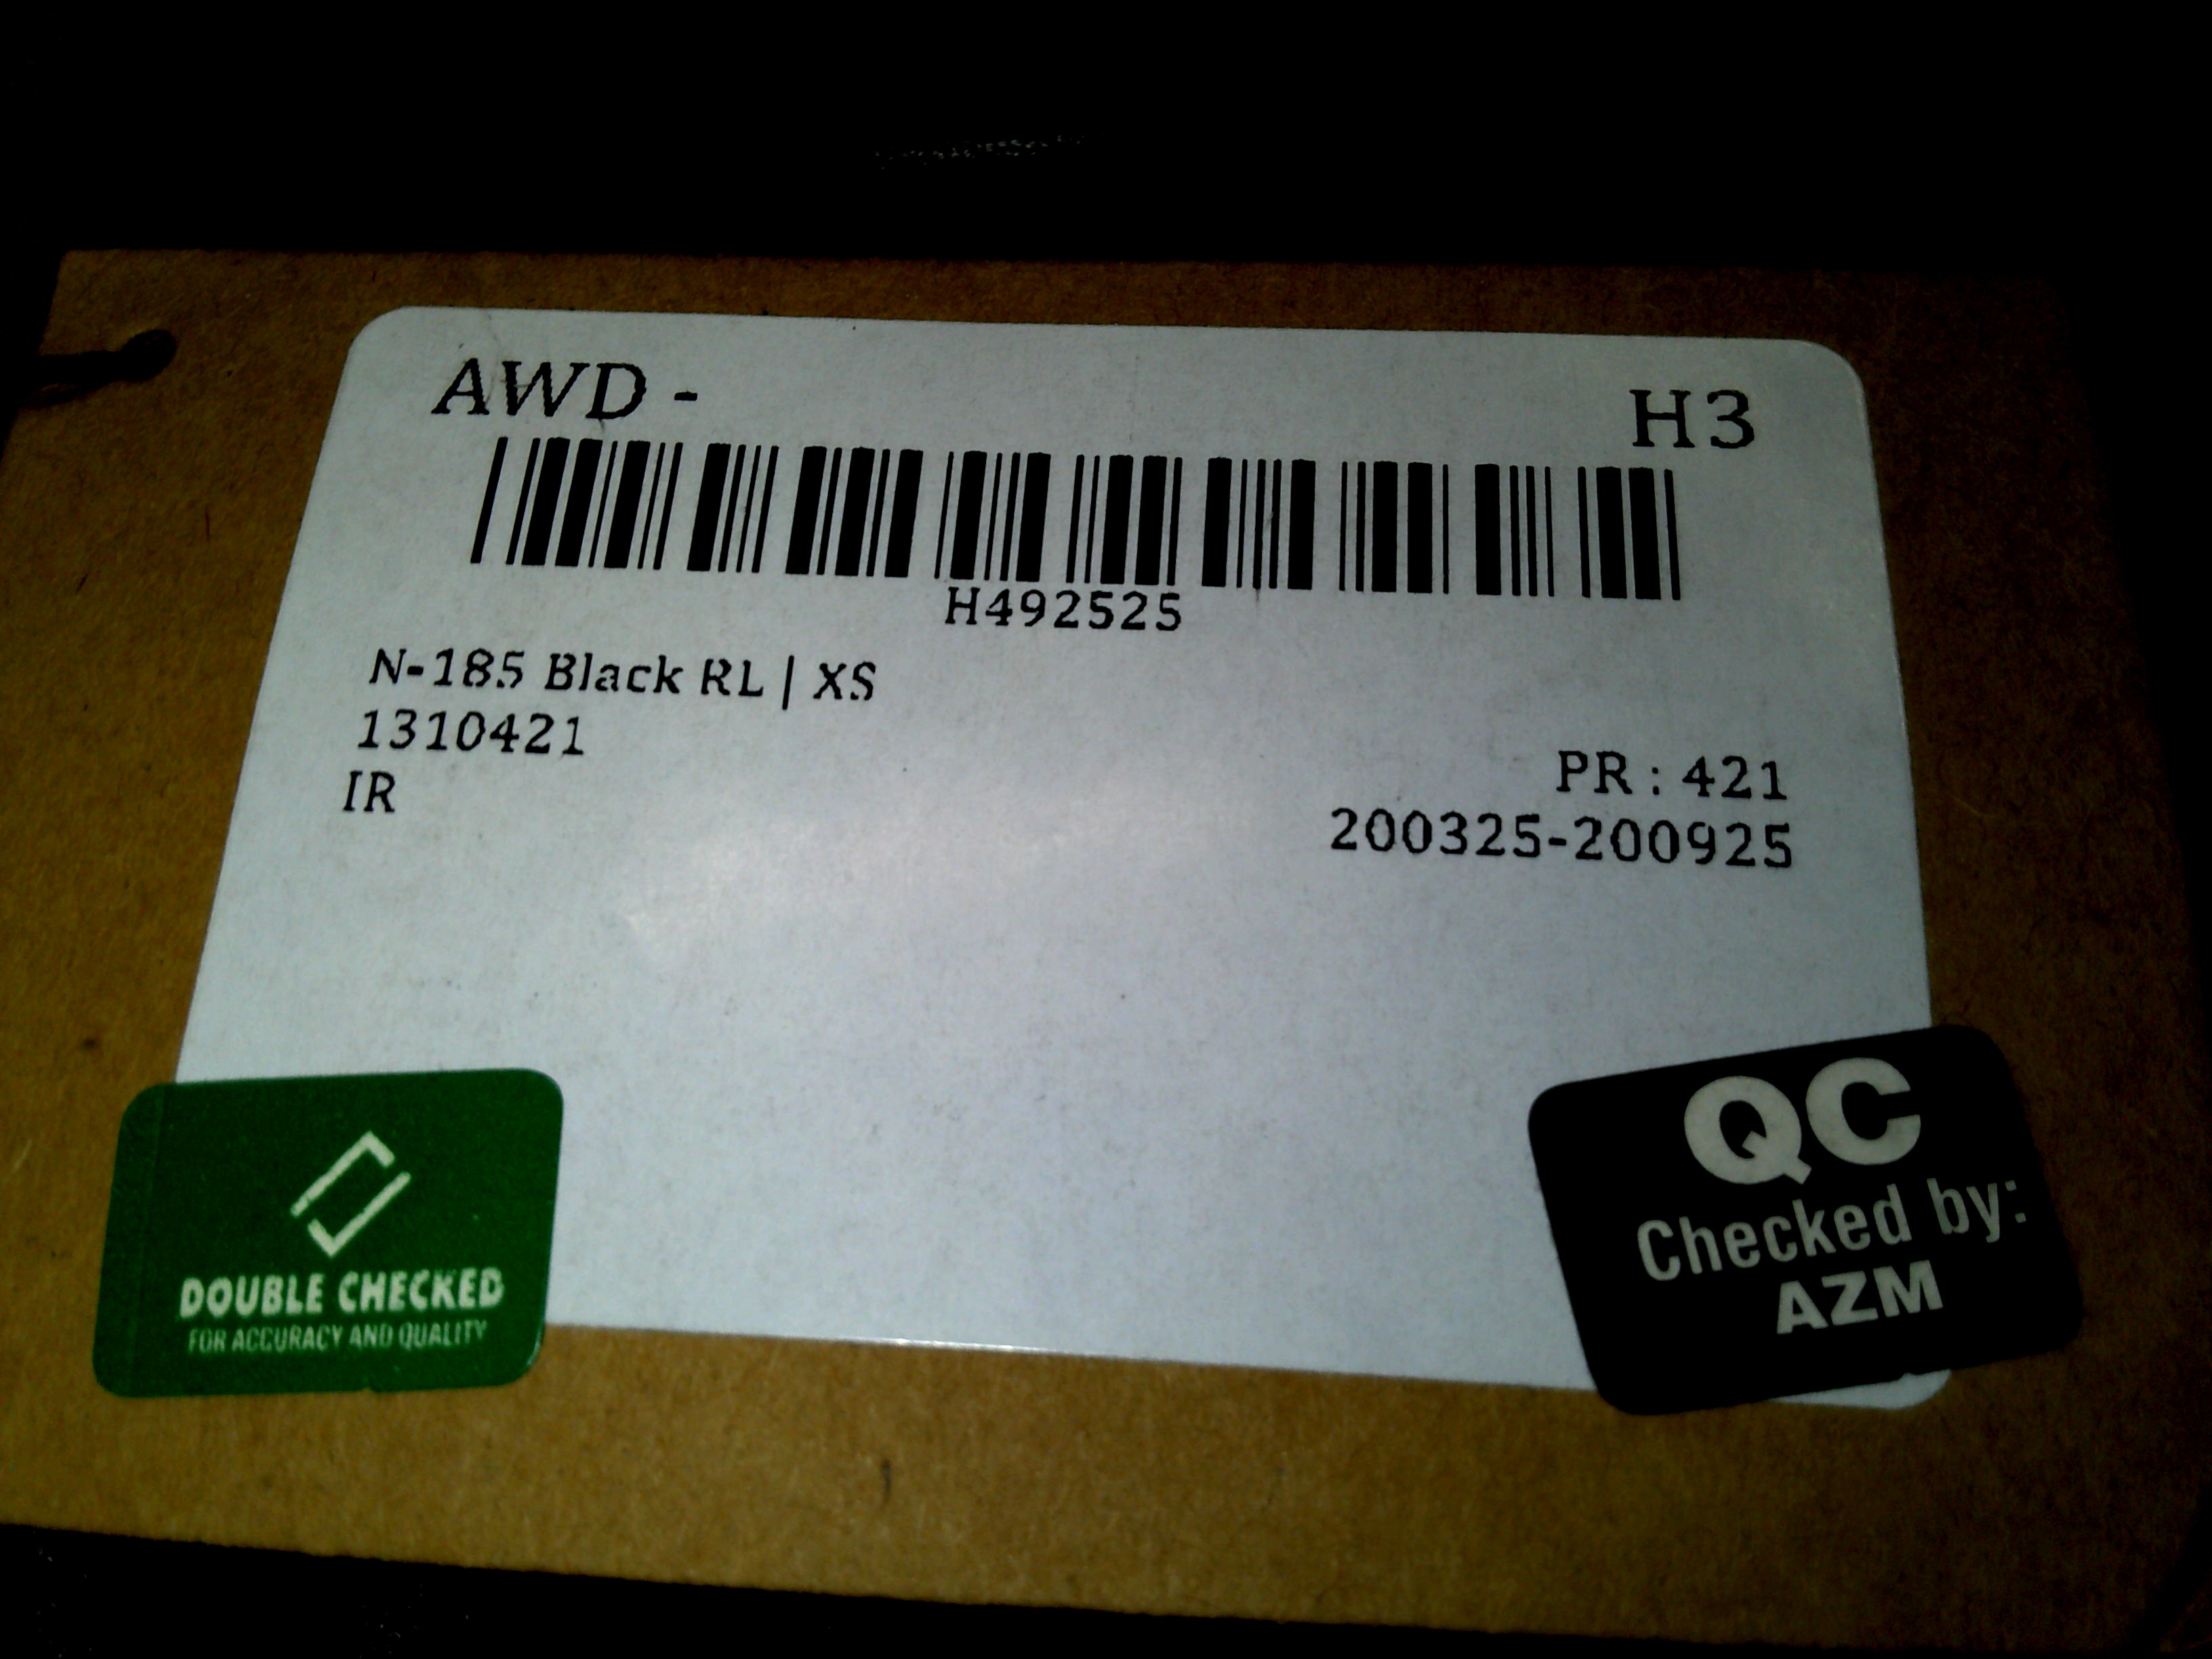 AWD - H3
H492525
N-185 Black RL | XS
1310421
IR
PR : 421
200325-200925
DOUBLE CHECKED
FOR ACCURACY AND QUALITY
QC
Checked by:
AZM